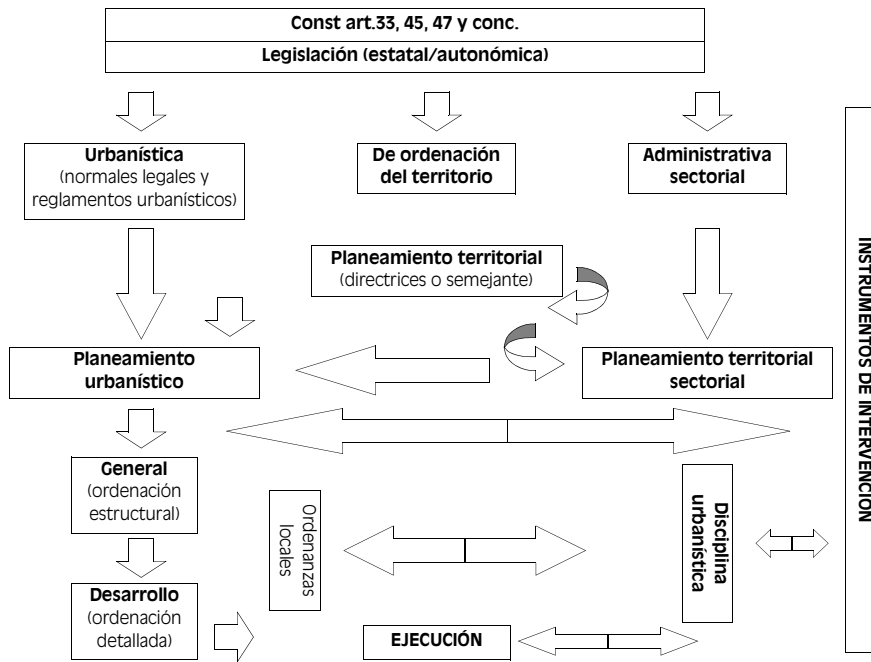 Const art.33, 45, 47 y conc.
Legislación (estatal/autonómica)
Urbanística
(normales legales y
reglamentos urbanísticos)
De ordenación
del territorio
Administrativa
sectorial
Planeamiento territorial
(directrices o semejante)
Planeamiento
urbanístico
Planeamiento territorial
sectorial
General
(ordenación
estructural)
Ordenanzas
locales
Disciplina
urbanística
Desarrollo
(ordenación
detallada)
EJECUCIÓN
INSTRUMENTOS DE INTERVENCION